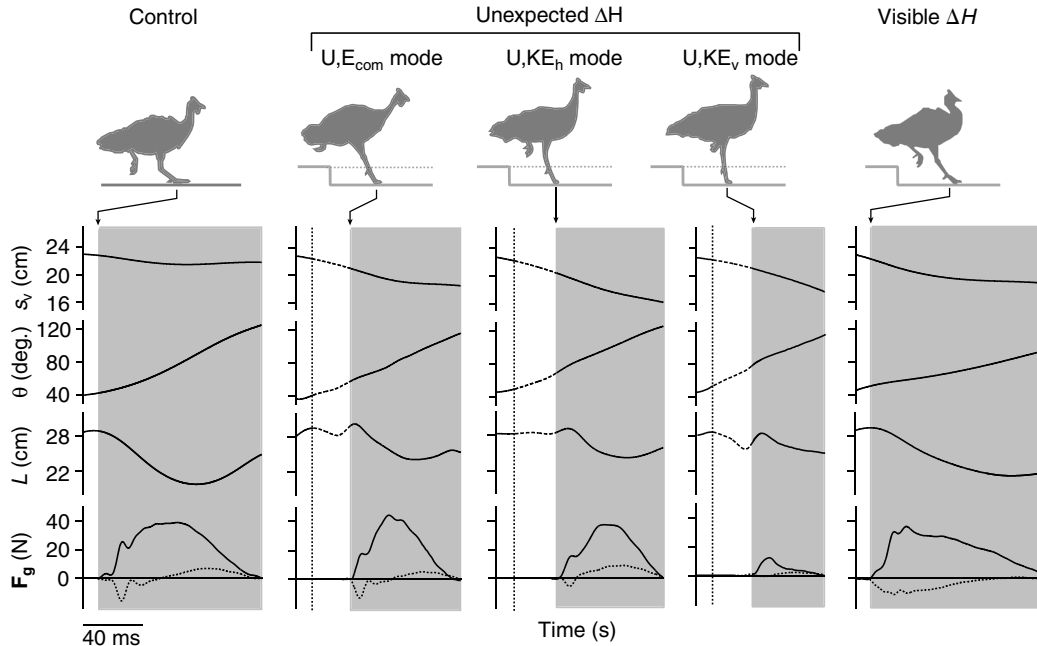 Control
Unexpected ΔH
Visible ΔH
U,E_com mode
U,KE_h mode
U,KE_v mode
s_v (cm)
24
20
16
θ (deg.)
120
80
40
L (cm)
28
22
F_g (N)
40
20
0
40 ms
Time (s)